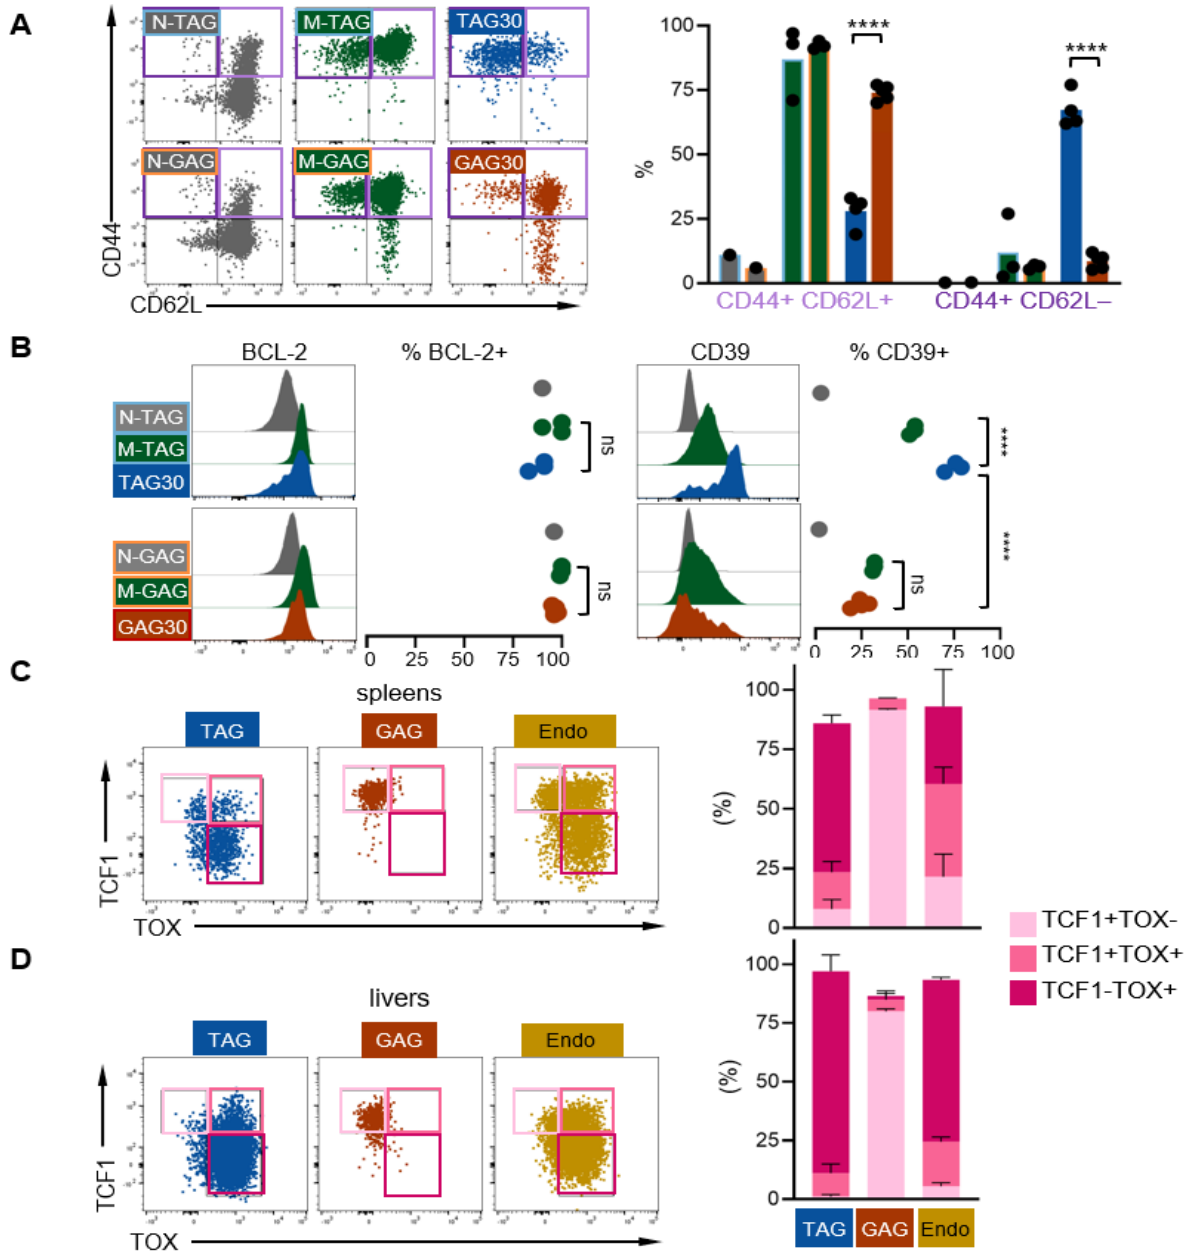 A
N-TAG
M-TAG
TAG30
N-GAG
M-GAG
GAG30
CD44
CD62L
100
75
50
25
0
%
****
****
CD44+ CD62L+
CD44+ CD62L–
B
BCL-2
% BCL-2+
CD39
% CD39+
N-TAG
M-TAG
TAG30
ns
****
N-GAG
M-GAG
GAG30
ns
ns
****
0 25 50 75 100
0 25 50 75 100
C
spleens
TAG
GAG
Endo
TCF1
TOX
100
75
50
25
0
(%)
TCF1+TOX-
TCF1+TOX+
TCF1-TOX+
D
livers
TAG
GAG
Endo
TCF1
TOX
100
75
50
25
0
(%)
TAG
GAG
Endo